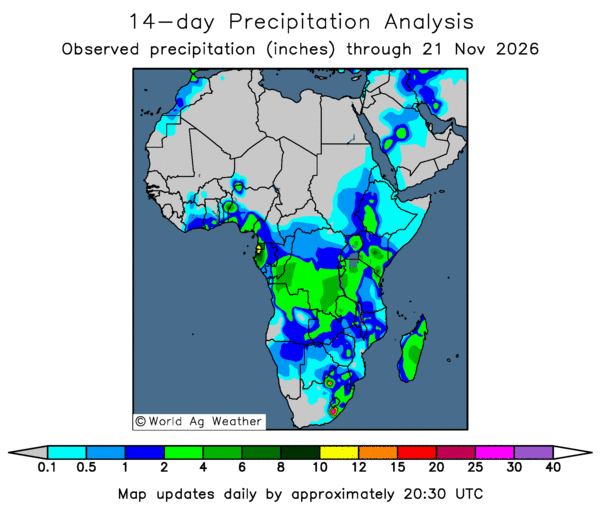 14-day Precipitation Analysis
Observed precipitation (inches) through 21 Nov 2026
© World Ag Weather
0.1 0.5 1 2 4 6 8 10 12 15 20 25 30 40
Map updates daily by approximately 20:30 UTC